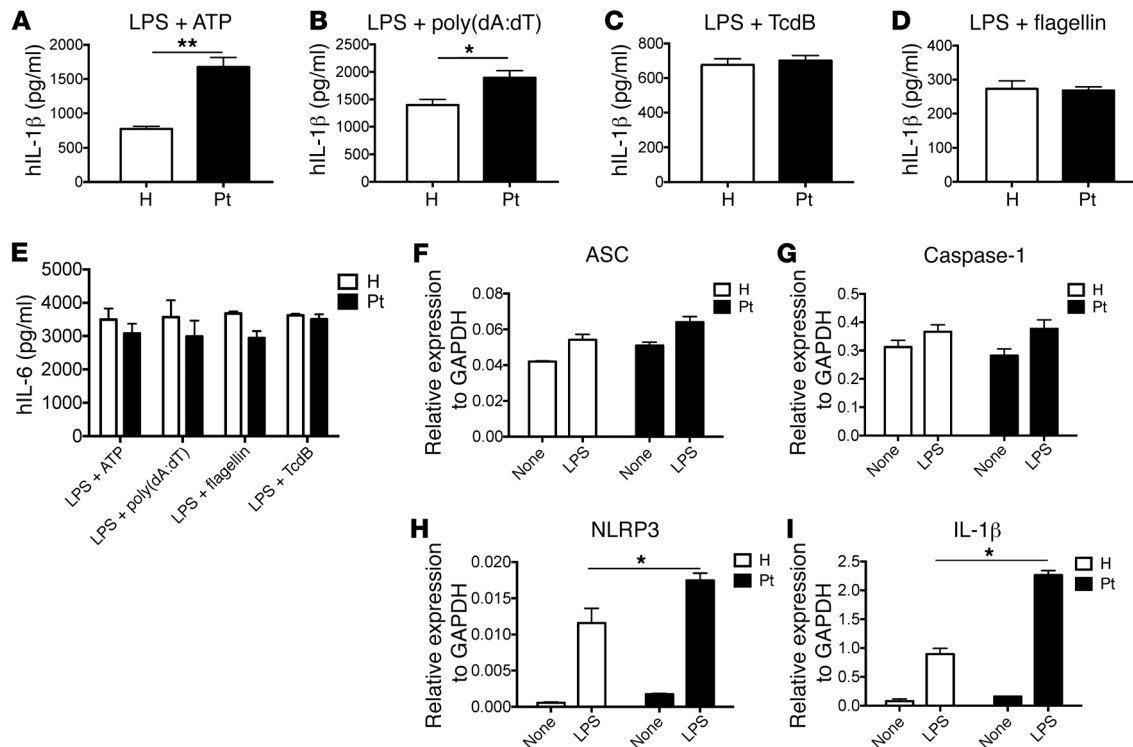 A
LPS + ATP
hIL-1β (pg/ml)
2000
1500
1000
500
0
**
H
Pt
B
LPS + poly(dA:dT)
hIL-1β (pg/ml)
2500
2000
1500
1000
500
0
*
H
Pt
C
LPS + TcdB
hIL-1β (pg/ml)
800
600
400
200
0
H
Pt
D
LPS + flagellin
hIL-1β (pg/ml)
400
300
200
100
0
H
Pt
E
hIL-6 (pg/ml)
5000
4000
3000
2000
1000
0
H
Pt
LPS + ATP
LPS + poly(dA:dT)
LPS + flagellin
LPS + TcdB
F
ASC
Relative expression
to GAPDH
0.08
0.06
0.04
0.02
0.00
H
Pt
None
LPS
None
LPS
G
Caspase-1
Relative expression
to GAPDH
0.5
0.4
0.3
0.2
0.1
0.0
H
Pt
None
LPS
None
LPS
H
NLRP3
Relative expression
to GAPDH
0.020
0.015
0.010
0.005
0.000
*
H
Pt
None
LPS
None
LPS
I
IL-1β
Relative expression
to GAPDH
2.5
2.0
1.5
1.0
0.5
0.0
*
H
Pt
None
LPS
None
LPS